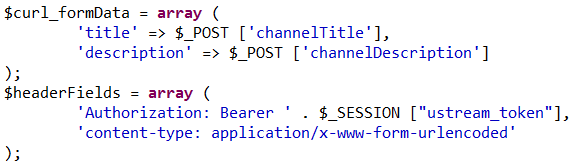 $curl_formData = array (
        'title' => $_POST ['channelTitle'],
        'description' => $_POST ['channelDescription']
);
$headerFields = array (
        'Authorization: Bearer ' . $_SESSION ["ustream_token"],
        'content-type: application/x-www-form-urlencoded'
);